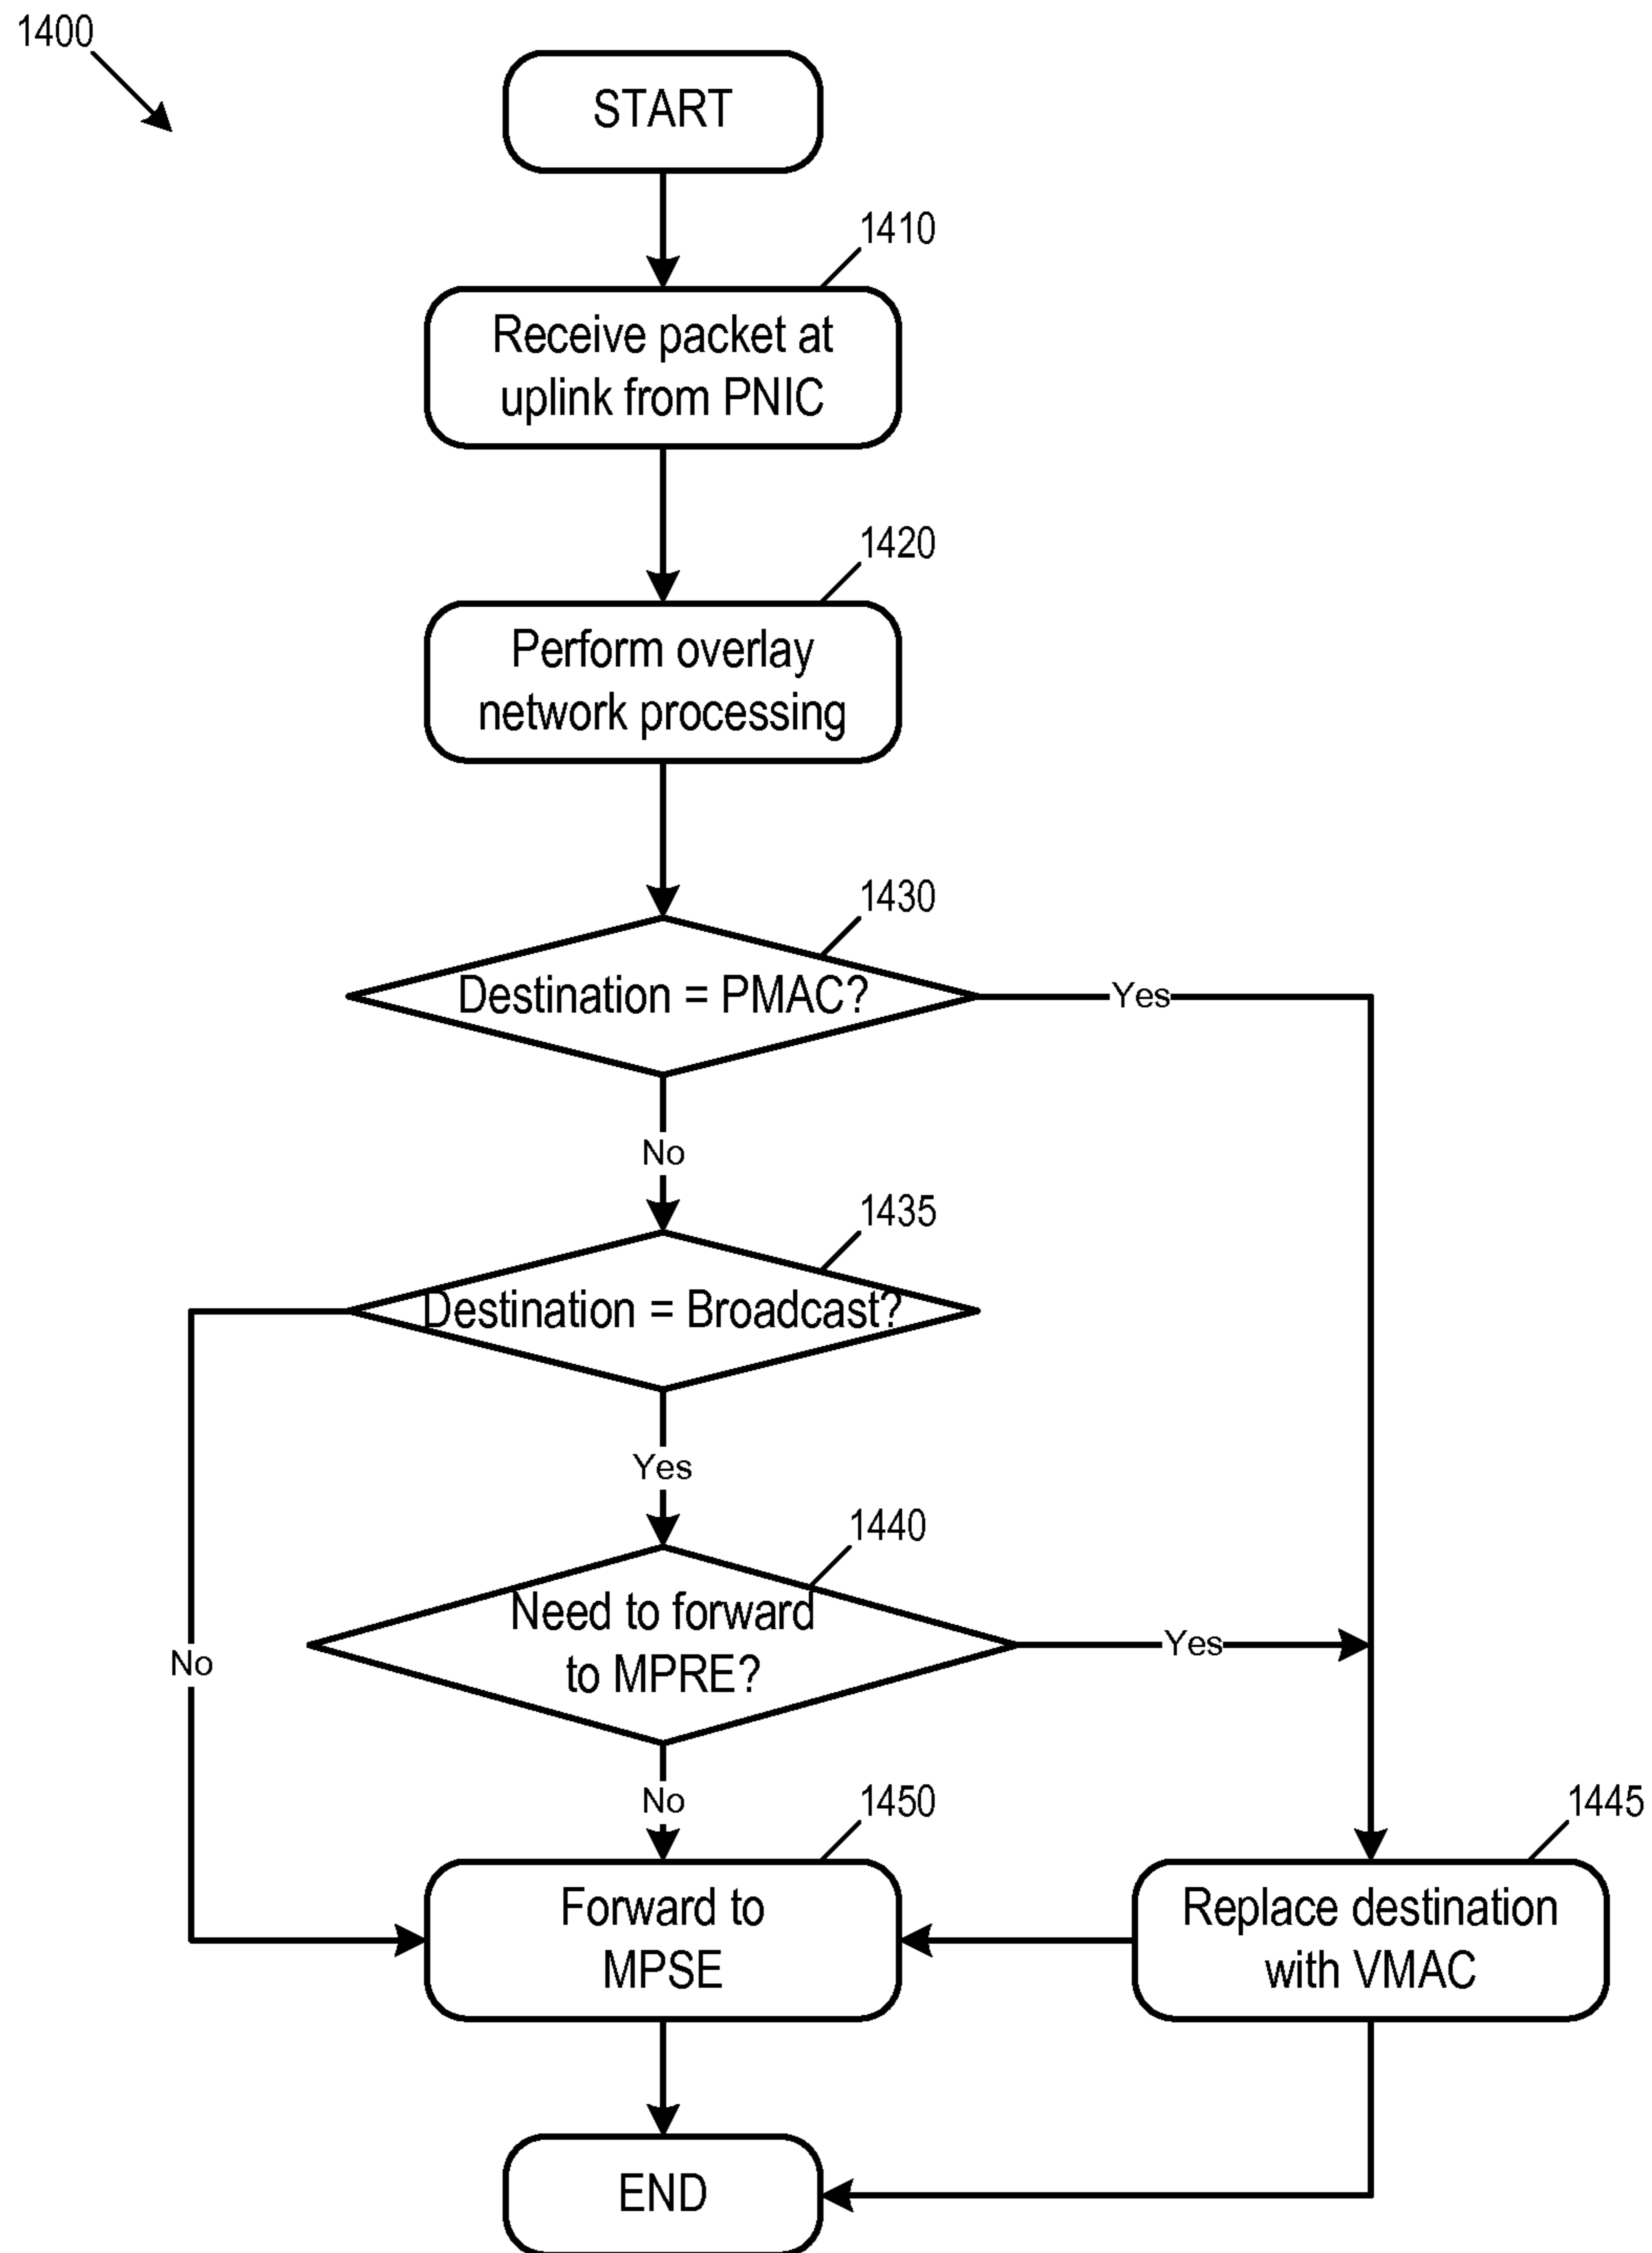 1400
START
1410
Receive packet at
uplink from PNIC
1420
Perform overlay
network processing
1430
Destination = PMAC?
Yes
No
1435
Destination = Broadcast?
Yes
1440
Need to forward
to MPRE?
Yes
No
No
1450
1445
Forward to
MPSE
Replace destination
with VMAC
END